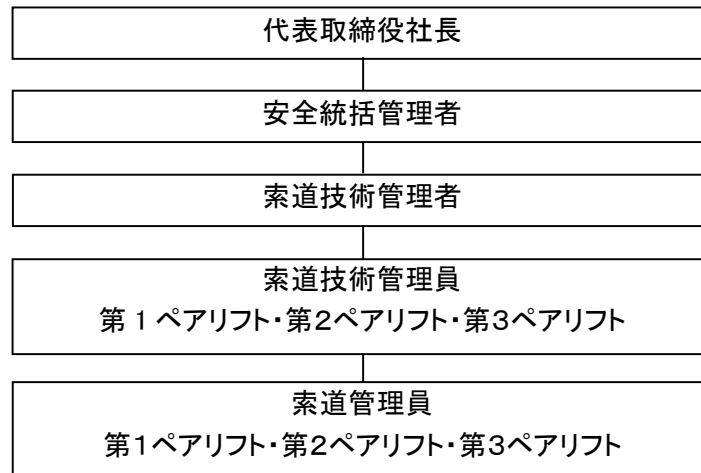 代表取締役社長
安全統括管理者
索道技術管理者
索道技術管理員
第１ペアリフト・第２ペアリフト・第３ペアリフト
索道管理員
第１ペアリフト・第２ペアリフト・第３ペアリフト